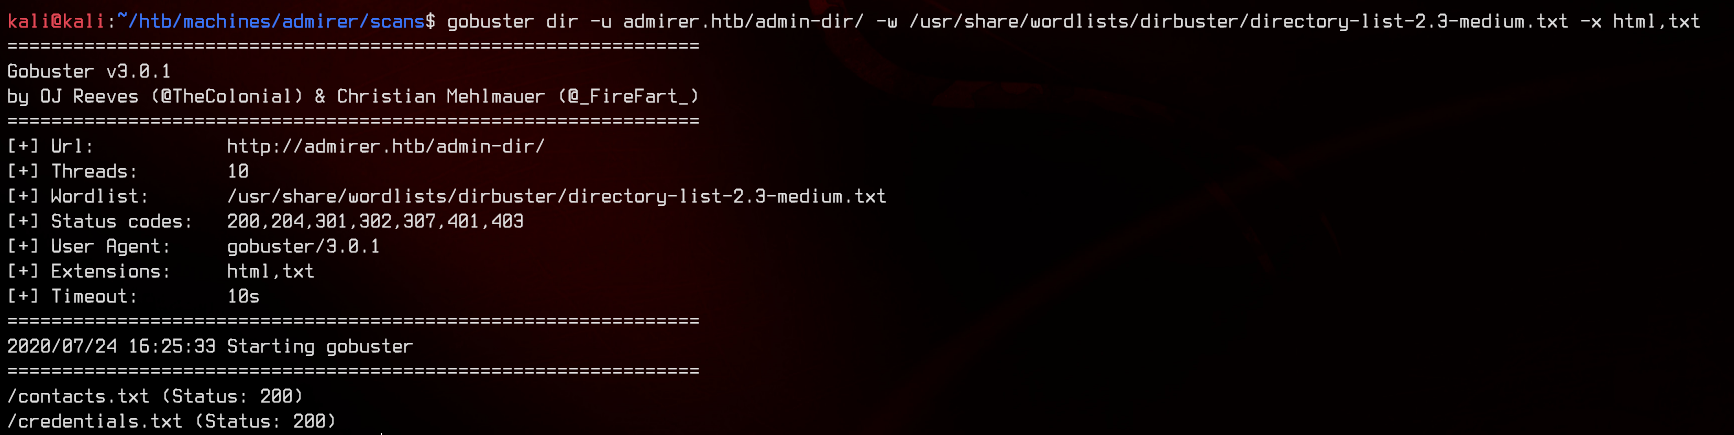 kali@kali:~/htb/machines/admirer/scans$ gobuster dir -u admirer.htb/admin-dir/ -w /usr/share/wordlists/dirbuster/directory-list-2.3-medium.txt -x html,txt
===============================================================
Gobuster v3.0.1
by OJ Reeves (@TheColonial) & Christian Mehlmauer (@_FireFart_)
===============================================================
[+] Url:            http://admirer.htb/admin-dir/
[+] Threads:        10
[+] Wordlist:       /usr/share/wordlists/dirbuster/directory-list-2.3-medium.txt
[+] Status codes:   200,204,301,302,307,401,403
[+] User Agent:     gobuster/3.0.1
[+] Extensions:     html,txt
[+] Timeout:        10s
===============================================================
2020/07/24 16:25:33 Starting gobuster
===============================================================
/contacts.txt (Status: 200)
/credentials.txt (Status: 200)